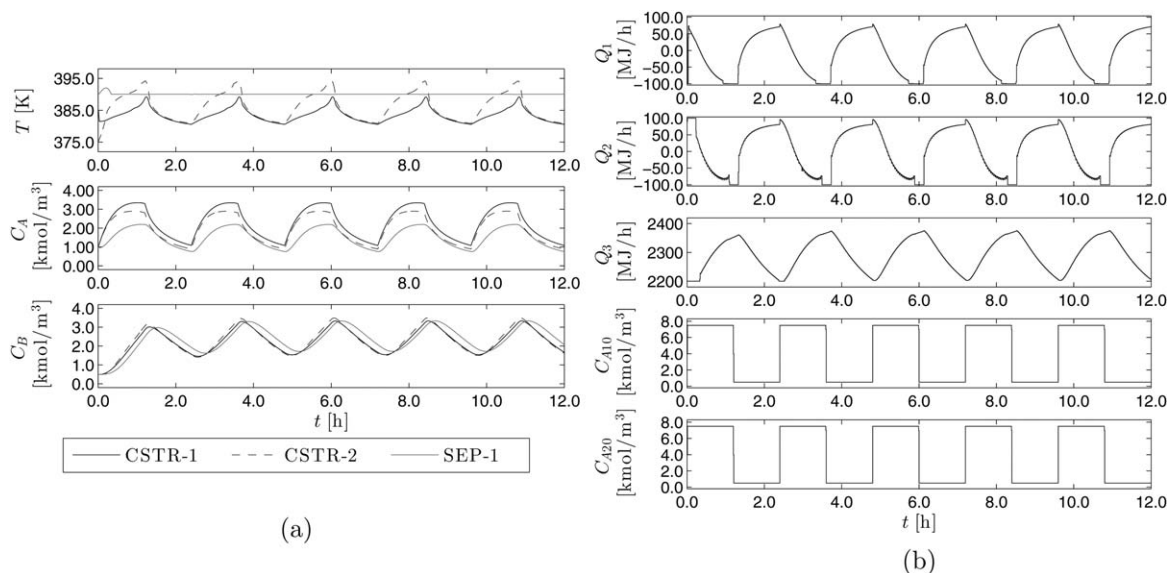 395.0
385.0
375.0
T [K]
0.0 2.0 4.0 6.0 8.0 10.0 12.0
4.00
3.00
2.00
1.00
0.00
C_A
[kmol/m³]
0.0 2.0 4.0 6.0 8.0 10.0 12.0
4.0
3.0
2.0
1.0
0.0
C_B
[kmol/m³]
0.0 2.0 4.0 6.0 8.0 10.0 12.0
t [h]
CSTR-1 CSTR-2 SEP-1
(a)
100.0
50.0
0.0
−50.0
−100.0
Q_1
[MJ/h]
0.0 2.0 4.0 6.0 8.0 10.0 12.0
100.0
50.0
0.0
−50.0
−100.0
Q_2
[MJ/h]
0.0 2.0 4.0 6.0 8.0 10.0 12.0
2400
2300
2200
Q_3
[MJ/h]
0.0 2.0 4.0 6.0 8.0 10.0 12.0
8.0
6.0
4.0
2.0
0.0
C_{A10}
[kmol/m³]
0.0 2.0 4.0 6.0 8.0 10.0 12.0
8.0
6.0
4.0
2.0
0.0
C_{A20}
[kmol/m³]
0.0 2.0 4.0 6.0 8.0 10.0 12.0
t [h]
(b)